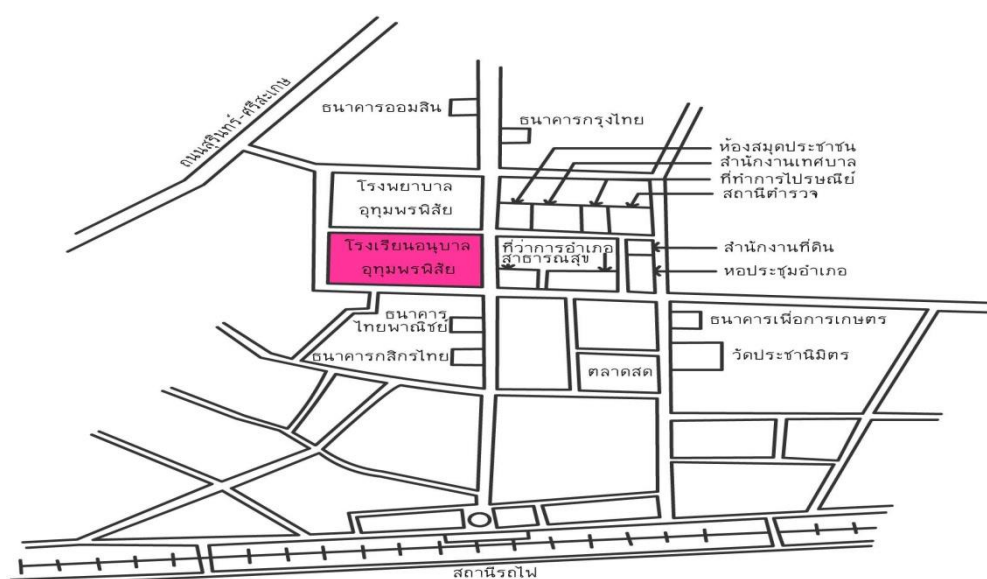 ถนนสุรินทร์-ศรีสะเกษ
ธนาคารออมสิน
ธนาคารกรุงไทย
ห้องสมุดประชาชน
สำนักงานเทศบาล
ที่ทำการไปรษณีย์
สถานีตำรวจ
โรงพยาบาล
อุทุมพรพิสัย
โรงเรียนอนุบาล
อุทุมพรพิสัย
ที่ว่าการอำเภอ
สาธารณสุข
สำนักงานที่ดิน
หอประชุมอำเภอ
ธนาคาร
ไทยพาณิชย์
ธนาคารกสิกรไทย
ธนาคารเพื่อการเกษตร
วัดประชานิมิตร
ตลาดสด
สถานีรถไฟ